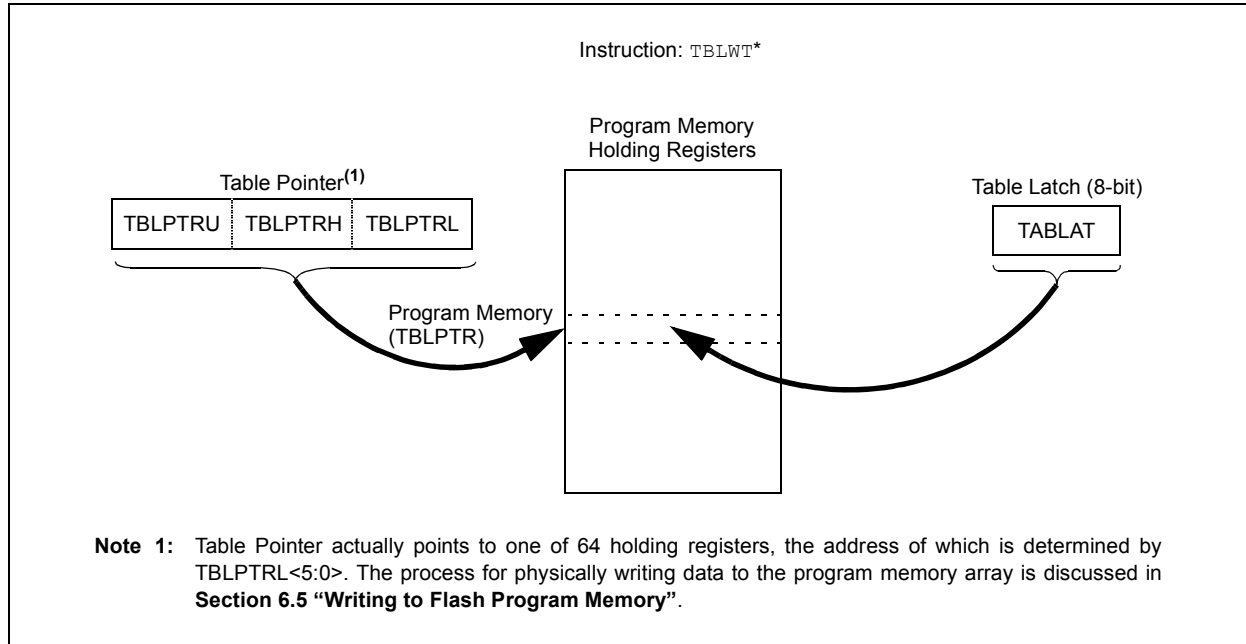 Instruction: TBLWT*
Program Memory
Holding Registers
Table Pointer(1)
TBLPTRU TBLPTRH TBLPTRL
Table Latch (8-bit)
TABLAT
Program Memory
(TBLPTR)
Note 1: Table Pointer actually points to one of 64 holding registers, the address of which is determined by
TBLPTRL<5:0>. The process for physically writing data to the program memory array is discussed in
Section 6.5 “Writing to Flash Program Memory”.